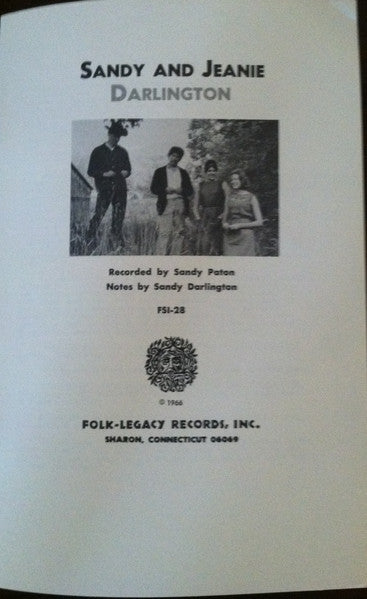 SANDY AND JEANIE
DARLINGTON
Recorded by Sandy Paton
Notes by Sandy Darlington
FSI-28
© 1966
FOLK-LEGACY RECORDS, INC.
SHARON, CONNECTICUT 06069